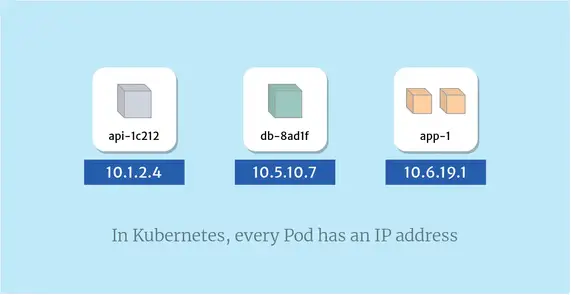 api-1c212
db-8ad1f
app-1
10.1.2.4
10.5.10.7
10.6.19.1
In Kubernetes, every Pod has an IP address